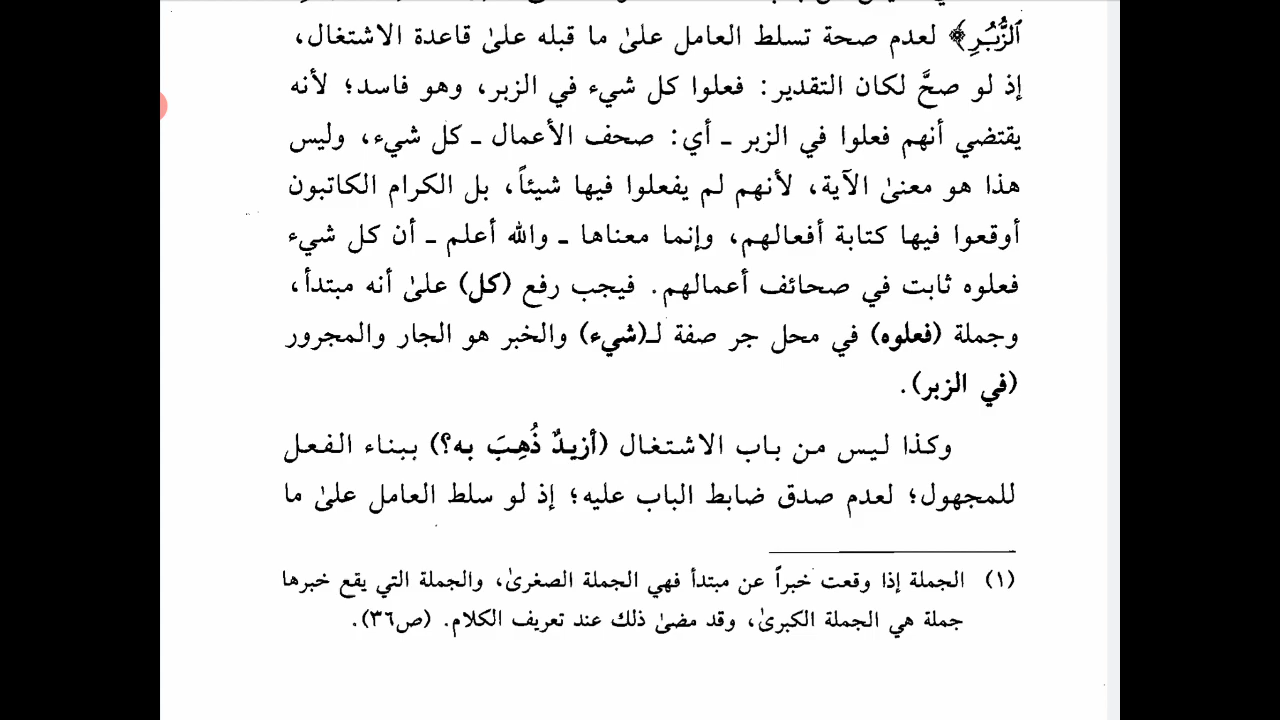 ٱلزُّبُرِ﴾ لعدم صحة تسلط العامل علىٰ ما قبله علىٰ قاعدة الاشتغال،
إذ لو صحَّ لكان التقدير: فعلوا كل شيء في الزبر، وهو فاسد؛ لأنه
يقتضي أنهم فعلوا في الزبر ـ أي: صحف الأعمال ـ كل شيء، وليس
هذا هو معنىٰ الآية، لأنهم لم يفعلوا فيها شيئاً، بل الكرام الكاتبون
أوقعوا فيها كتابة أفعالهم، وإنما معناها ـ والله أعلم ـ أن كل شيء
فعلوه ثابت في صحائف أعمالهم. فيجب رفع (كل) علىٰ أنه مبتدأ،
وجملة (فعلوه) في محل جر صفة لـ(شيء) والخبر هو الجار والمجرور
(في الزبر).
وكذا ليس من باب الاشتغال (أزيدٌ ذُهِبَ به؟) ببناء الفعل
للمجهول؛ لعدم صدق ضابط الباب عليه؛ إذ لو سلط العامل علىٰ ما
(١) الجملة إذا وقعت خبراً عن مبتدأ فهي الجملة الصغرىٰ، والجملة التي يقع خبرها
جملة هي الجملة الكبرىٰ، وقد مضىٰ ذلك عند تعريف الكلام. (ص٣٦).